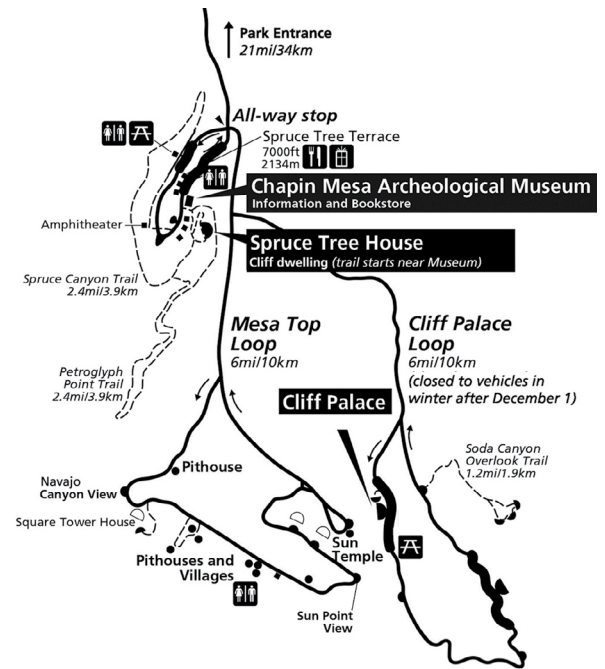 Park Entrance
21mi/34km
All-way stop
Spruce Tree Terrace
7000ft
2134m
Chapin Mesa Archeological Museum
Information and Bookstore
Amphitheater
Spruce Tree House
Cliff dwelling (trail starts near Museum)
Spruce Canyon Trail
2.4mi/3.9km
Mesa Top
Loop
6mi/10km
Cliff Palace
Loop
6mi/10km
(closed to vehicles in
winter after December 1)
Petroglyph
Point Trail
2.4mi/3.9km
Cliff Palace
Soda Canyon
Overlook Trail
1.2mi/1.9km
Pithouse
Navajo
Canyon View
Square Tower House
Sun
Temple
Pithouses and
Villages
Sun Point
View